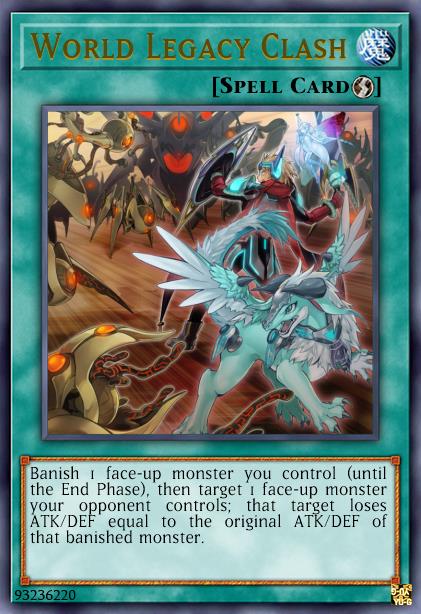 World Legacy Clash 魔
[Spell Card]
Banish 1 face-up monster you control (until
the End Phase), then target 1 face-up monster
your opponent controls; that target loses
ATK/DEF equal to the original ATK/DEF of
that banished monster.
93236220